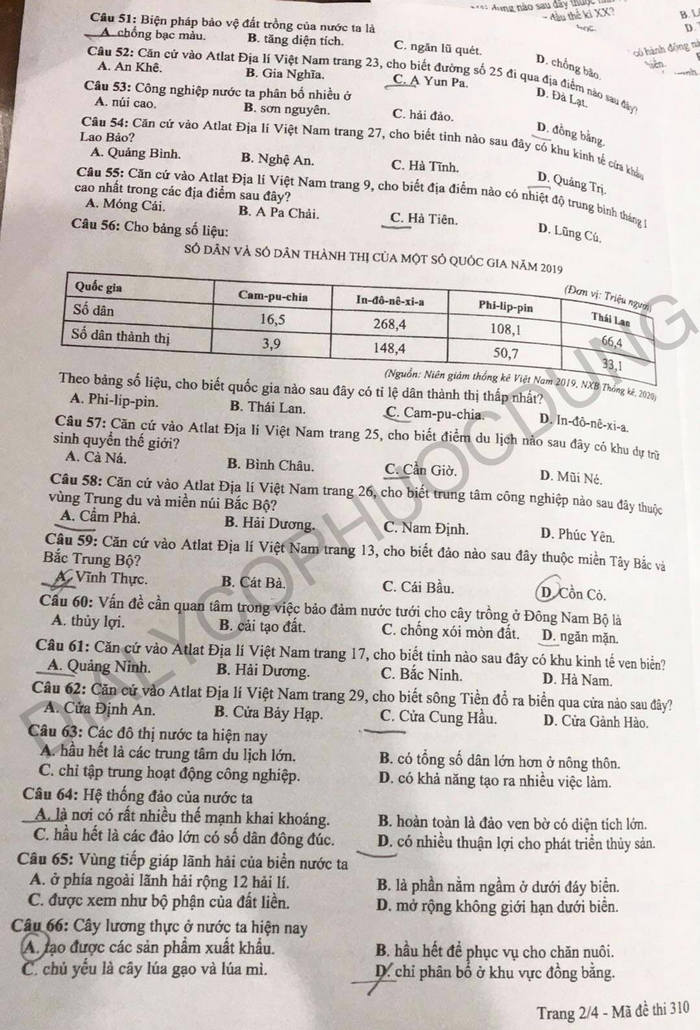 dụng nào sau đây thuộc
đầu thế kỉ XX?
Câu 51: Biện pháp bảo vệ đất trồng của nước ta là
A. chống bạc màu. B. tăng diện tích. C. ngăn lũ quét. D. chống bão.
Câu 52: Căn cứ vào Atlat Địa lí Việt Nam trang 23, cho biết đường số 25 đi qua địa điểm nào sau đây?
A. An Khê. B. Gia Nghĩa. C. A Yun Pa. D. Đà Lạt.
Câu 53: Công nghiệp nước ta phân bố nhiều ở
A. núi cao. B. sơn nguyên. C. hải đảo. D. đồng bằng.
Câu 54: Căn cứ vào Atlat Địa lí Việt Nam trang 27, cho biết tỉnh nào sau đây có khu kinh tế cửa khẩu
Lao Bảo?
A. Quảng Bình. B. Nghệ An. C. Hà Tĩnh. D. Quảng Trị.
Câu 55: Căn cứ vào Atlat Địa lí Việt Nam trang 9, cho biết địa điểm nào có nhiệt độ trung bình tháng I
cao nhất trong các địa điểm sau đây?
A. Móng Cái. B. A Pa Chải. C. Hà Tiên. D. Lũng Cú.
Câu 56: Cho bảng số liệu:
SỐ DÂN VÀ SỐ DÂN THÀNH THỊ CỦA MỘT SỐ QUỐC GIA NĂM 2019
(Đơn vị: Triệu người)
Quốc gia Cam-pu-chia In-đô-nê-xi-a Phi-lip-pin Thái Lan
Số dân 16,5 268,4 108,1 66,4
Số dân thành thị 3,9 148,4 50,7 33,1
(Nguồn: Niên giám thống kê Việt Nam 2019, NXB Thống kê, 2020)
Theo bảng số liệu, cho biết quốc gia nào sau đây có tỉ lệ dân thành thị thấp nhất?
A. Phi-lip-pin. B. Thái Lan. C. Cam-pu-chia. D. In-đô-nê-xi-a.
Câu 57: Căn cứ vào Atlat Địa lí Việt Nam trang 25, cho biết điểm du lịch nào sau đây có khu dự trữ
sinh quyển thế giới?
A. Cà Ná. B. Bình Châu. C. Cần Giờ. D. Mũi Né.
Câu 58: Căn cứ vào Atlat Địa lí Việt Nam trang 26, cho biết trung tâm công nghiệp nào sau đây thuộc
vùng Trung du và miền núi Bắc Bộ?
A. Cẩm Phả. B. Hải Dương. C. Nam Định. D. Phúc Yên.
Câu 59: Căn cứ vào Atlat Địa lí Việt Nam trang 13, cho biết đảo nào sau đây thuộc miền Tây Bắc và
Bắc Trung Bộ?
A. Vĩnh Thực. B. Cát Bà. C. Cái Bầu. D. Cồn Cỏ.
Câu 60: Vấn đề cần quan tâm trong việc bảo đảm nước tưới cho cây trồng ở Đông Nam Bộ là
A. thủy lợi. B. cải tạo đất. C. chống xói mòn đất. D. ngăn mặn.
Câu 61: Căn cứ vào Atlat Địa lí Việt Nam trang 17, cho biết tỉnh nào sau đây có khu kinh tế ven biển?
A. Quảng Ninh. B. Hải Dương. C. Bắc Ninh. D. Hà Nam.
Câu 62: Căn cứ vào Atlat Địa lí Việt Nam trang 29, cho biết sông Tiền đổ ra biển qua cửa nào sau đây?
A. Cửa Định An. B. Cửa Bảy Hạp. C. Cửa Cung Hầu. D. Cửa Gành Hào.
Câu 63: Các đô thị nước ta hiện nay
A. hầu hết là các trung tâm du lịch lớn. B. có tổng số dân lớn hơn ở nông thôn.
C. chỉ tập trung hoạt động công nghiệp. D. có khả năng tạo ra nhiều việc làm.
Câu 64: Hệ thống đảo của nước ta
A. là nơi có rất nhiều thế mạnh khai khoáng. B. hoàn toàn là đảo ven bờ có diện tích lớn.
C. hầu hết là các đảo lớn có số dân đông đúc. D. có nhiều thuận lợi cho phát triển thủy sản.
Câu 65: Vùng tiếp giáp lãnh hải của biển nước ta
A. ở phía ngoài lãnh hải rộng 12 hải lí. B. là phần nằm ngầm ở dưới đáy biển.
C. được xem như bộ phận của đất liền. D. mở rộng không giới hạn dưới biển.
Câu 66: Cây lương thực ở nước ta hiện nay
A. tạo được các sản phẩm xuất khẩu. B. hầu hết để phục vụ cho chăn nuôi.
C. chủ yếu là cây lúa gạo và lúa mì. D. chỉ phân bố ở khu vực đồng bằng.
Trang 2/4 - Mã đề thi 310
DIALYCOPHUOCDUNG